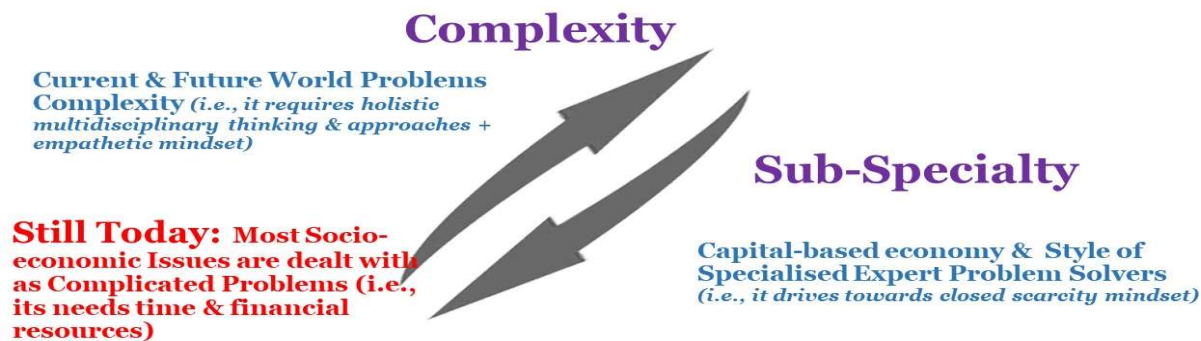 Complexity
Current & Future World Problems
Complexity (i.e., it requires holistic
multidisciplinary thinking & approaches +
empathetic mindset)
Sub-Specialty
Still Today: Most Socio-
economic Issues are dealt with
as Complicated Problems (i.e.,
its needs time & financial
resources)
Capital-based economy & Style of
Specialised Expert Problem Solvers
(i.e., it drives towards closed scarcity mindset)